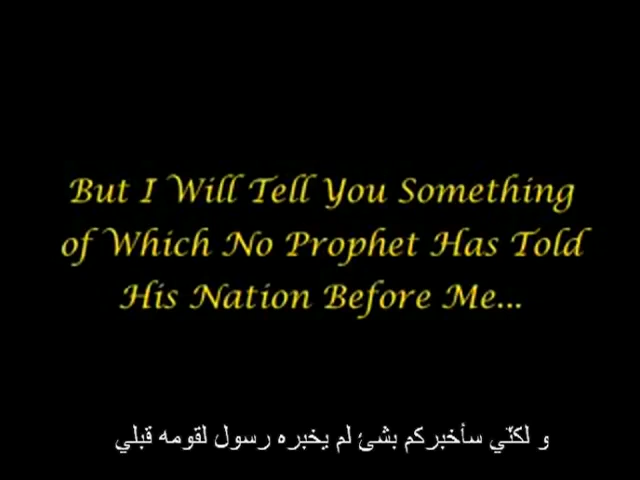 But I Will Tell You Something
of Which No Prophet Has Told
His Nation Before Me...
و لكنّي سأخبركم بشئ لم يخبره رسول لقومه قبلي